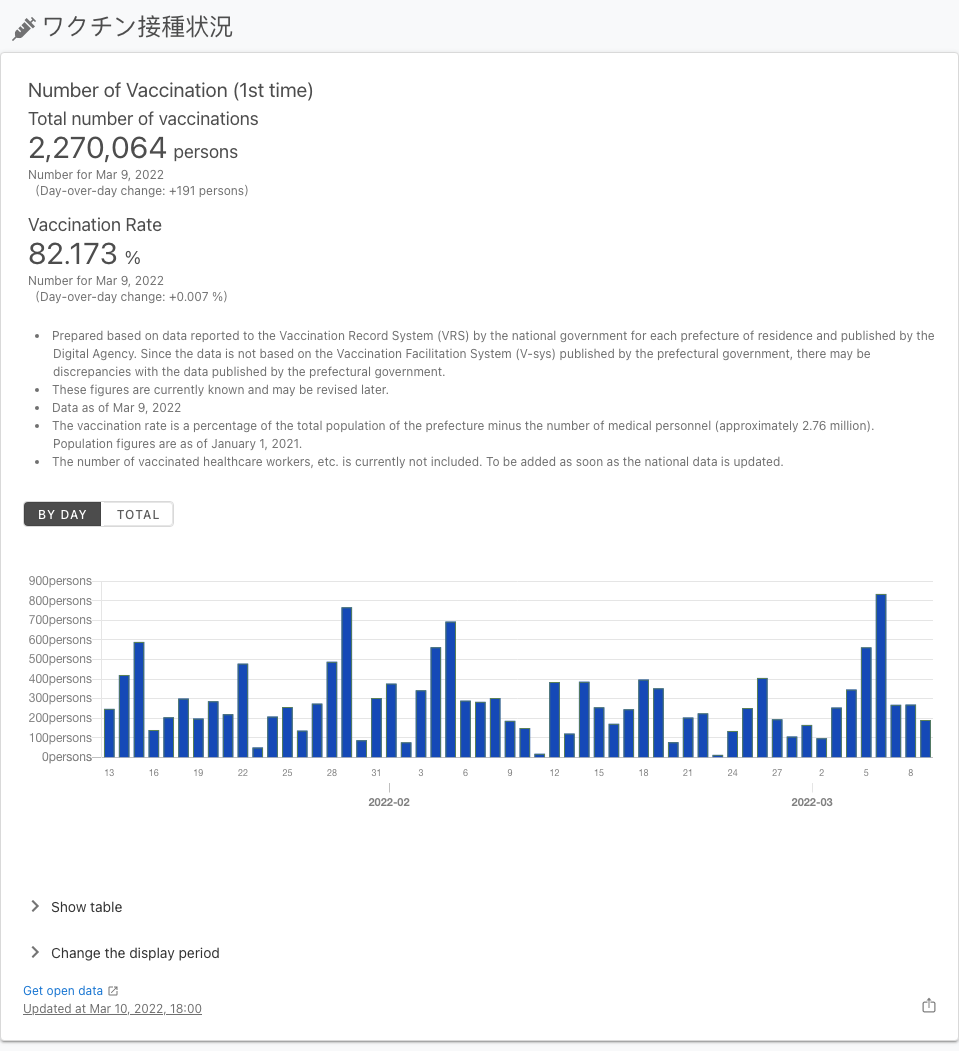 ワクチン接種状況
Number of Vaccination (1st time)
Total number of vaccinations
2,270,064 persons
Number for Mar 9, 2022
(Day-over-day change: +191 persons)
Vaccination Rate
82.173 %
Number for Mar 9, 2022
(Day-over-day change: +0.007 %)
• Prepared based on data reported to the Vaccination Record System (VRS) by the national government for each prefecture of residence and published by the
Digital Agency. Since the data is not based on the Vaccination Facilitation System (V-sys) published by the prefectural government, there may be
discrepancies with the data published by the prefectural government.
• These figures are currently known and may be revised later.
• Data as of Mar 9, 2022
• The vaccination rate is a percentage of the total population of the prefecture minus the number of medical personnel (approximately 2.76 million).
Population figures are as of January 1, 2021.
• The number of vaccinated healthcare workers, etc. is currently not included. To be added as soon as the national data is updated.
BY DAY TOTAL
900persons
800persons
700persons
600persons
500persons
400persons
300persons
200persons
100persons
0persons
13 16 19 22 25 28 31 3 6 9 12 15 18 21 24 27 2 5 8
2022-02 2022-03
Show table
Change the display period
Get open data
Updated at Mar 10, 2022, 18:00